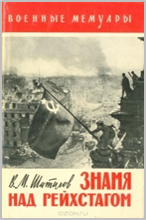 ВОЕННЫЕ МЕМУАРЫ
В. М. Шатилов
ЗНАМЯ
НАД РЕЙХСТАГОМ